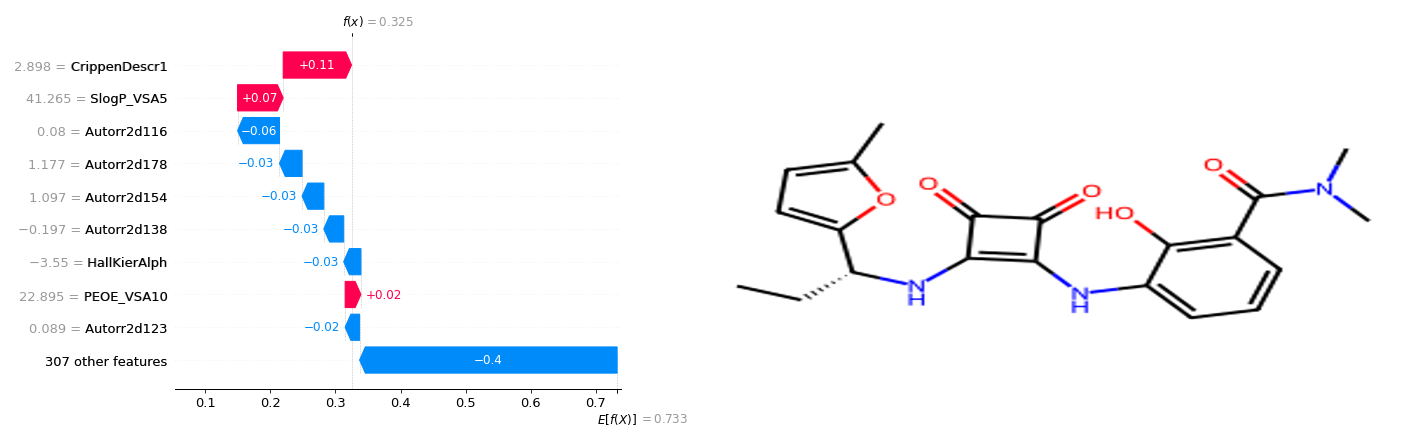 f(x) = 0.325
2.898 = CrippenDescr1 +0.11
41.265 = SlogP_VSA5 +0.07
0.08 = Autorr2d116 −0.06
1.177 = Autorr2d178 −0.03
1.097 = Autorr2d154 −0.03
−0.197 = Autorr2d138 −0.03
−3.55 = HallKierAlph −0.03
22.895 = PEOE_VSA10 +0.02
0.089 = Autorr2d123 −0.02
307 other features −0.4
0.1 0.2 0.3 0.4 0.5 0.6 0.7
E[f(X)] = 0.733
O O O O HO O N
N H N H